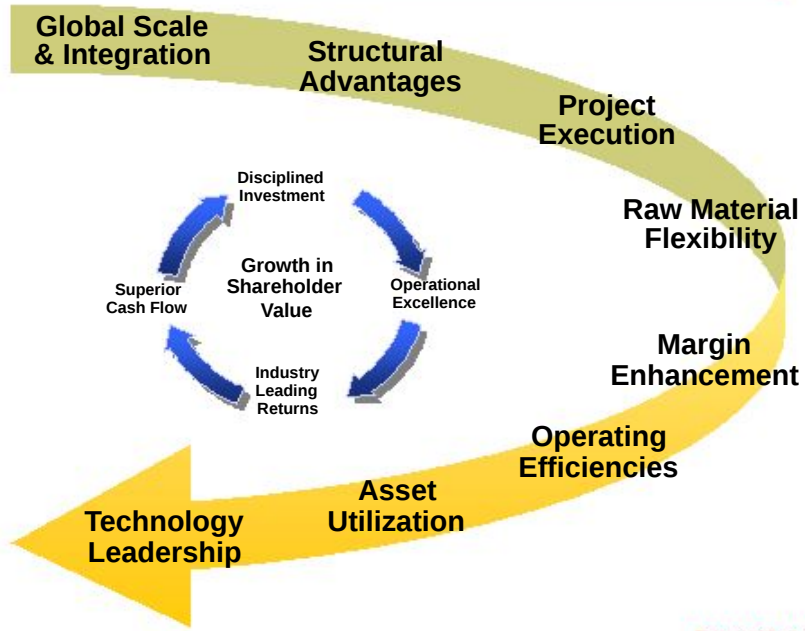 Global Scale
& Integration
Structural
Advantages
Project
Execution
Raw Material
Flexibility
Margin
Enhancement
Operating
Efficiencies
Asset
Utilization
Technology
Leadership
Disciplined
Investment
Operational
Excellence
Industry
Leading
Returns
Superior
Cash Flow
Growth in
Shareholder
Value